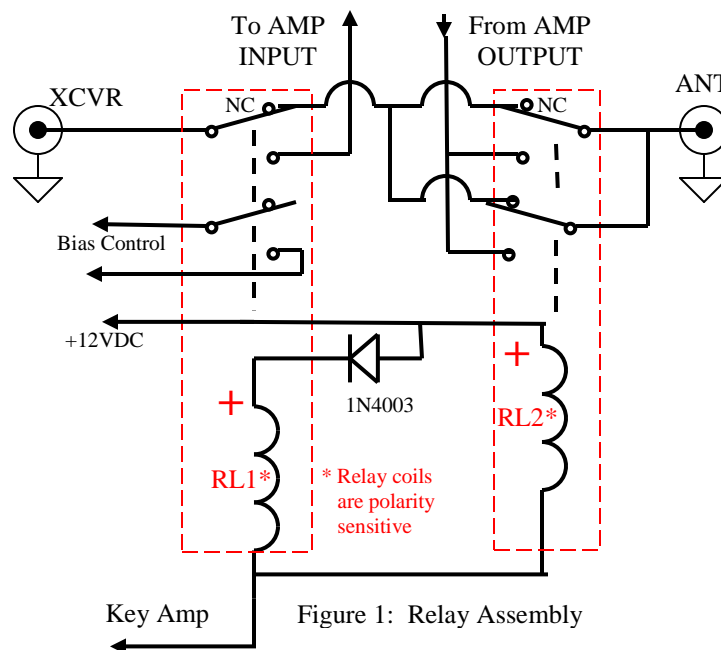 To AMP
INPUT
From AMP
OUTPUT
XCVR
ANT
NC
NC
Bias Control
+12VDC
+
+
1N4003
RL1*
RL2*
* Relay coils
are polarity
sensitive
Key Amp
Figure 1: Relay Assembly